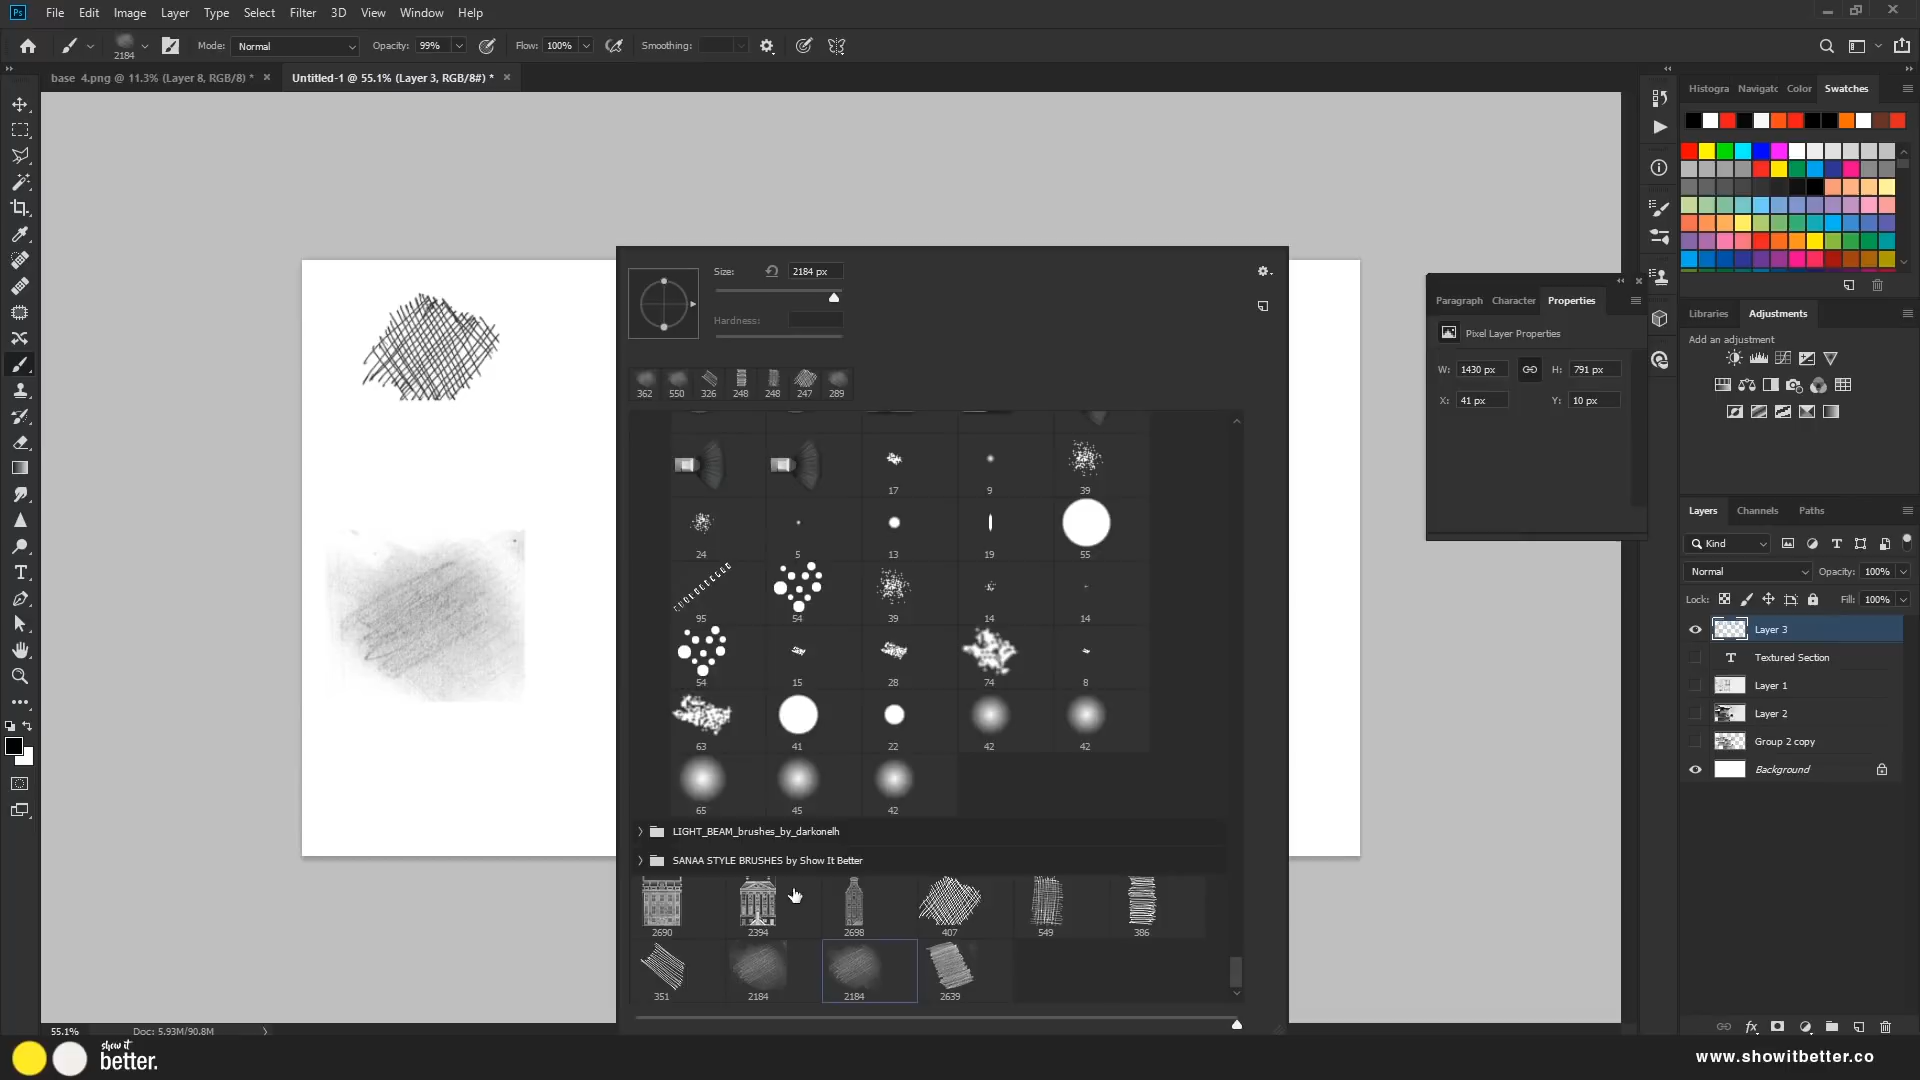 Ps File Edit Image Layer Type Select Filter 3D View Window Help
2184 Mode: Normal Opacity: 99% Flow: 100% Smoothing:
base 4.png @ 11.3% (Layer 8, RGB/8) * × Untitled-1 @ 55.1% (Layer 3, RGB/8#) * ×
Histogra Navigatc Color Swatches
Size: 2184 px
Hardness:
362 550 326 248 248 247 289
17 9 39
24 5 13 19 55
95 54 39 14 14
54 15 28 74 8
63 41 22 42 42
65 45 42
LIGHT_BEAM_brushes_by_darkonelh
SANAA STYLE BRUSHES by Show It Better
2690 2394 2698 407 549 386
351 2184 2184 2639
Paragraph Character Properties
Pixel Layer Properties
W: 1430 px H: 791 px
X: 41 px Y: 10 px
Libraries Adjustments
Add an adjustment
Layers Channels Paths
Kind
Normal Opacity: 100%
Lock: Fill: 100%
Layer 3
T Textured Section
Layer 1
Layer 2
Group 2 copy
Background
fx
55.1% Doc: 5.93M/90.8M
show it
better.
www.showitbetter.co